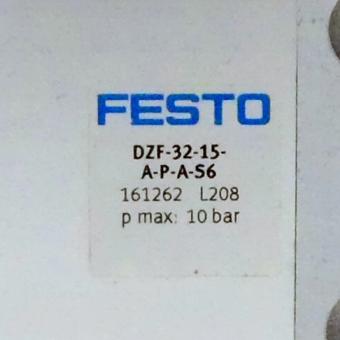 FESTO
DZF-32-15-
A-P-A-S6
161262 L208
p max: 10 bar